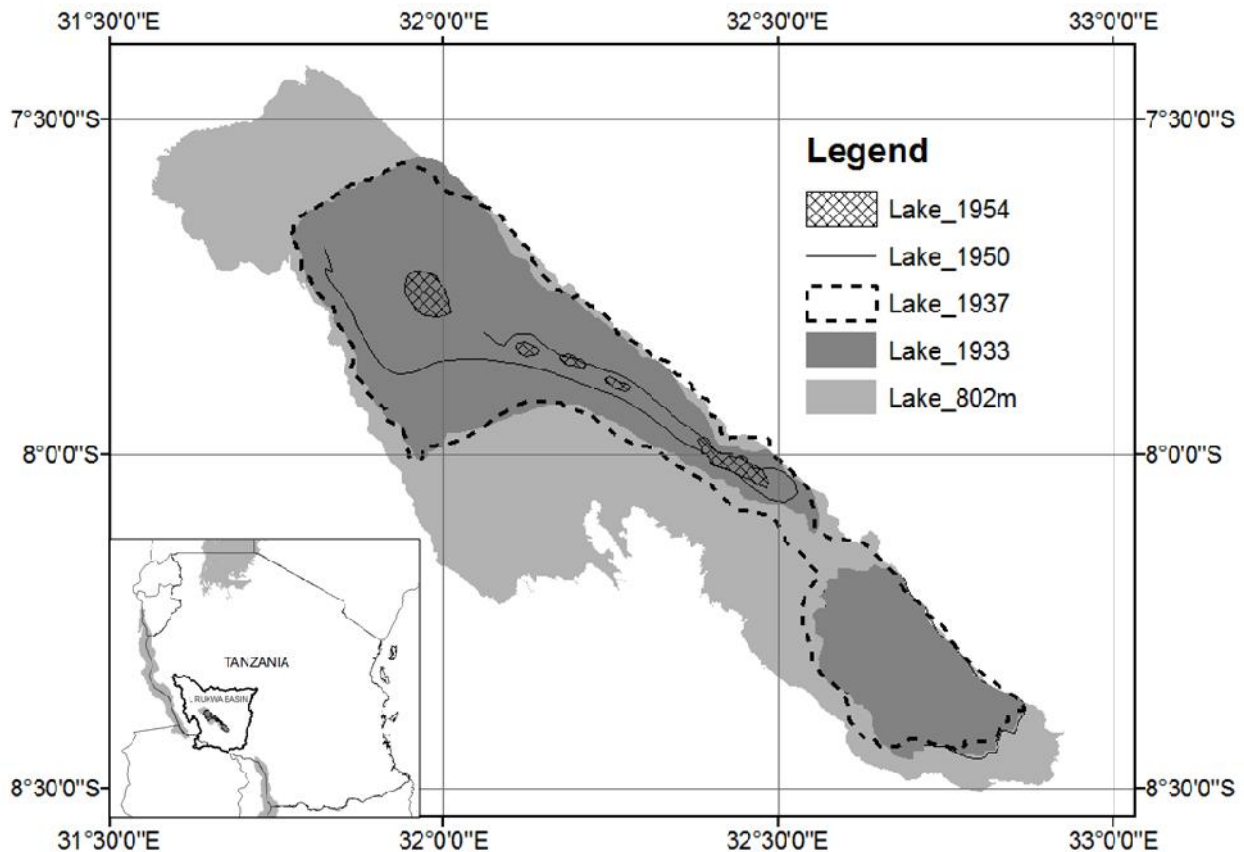 31°30'0"E 32°0'0"E 32°30'0"E 33°0'0"E
7°30'0"S 7°30'0"S
Legend
Lake_1954
Lake_1950
Lake_1937
Lake_1933
Lake_802m
8°0'0"S 8°0'0"S
TANZANIA
RUKWA BASIN
8°30'0"S 8°30'0"S
31°30'0"E 32°0'0"E 32°30'0"E 33°0'0"E